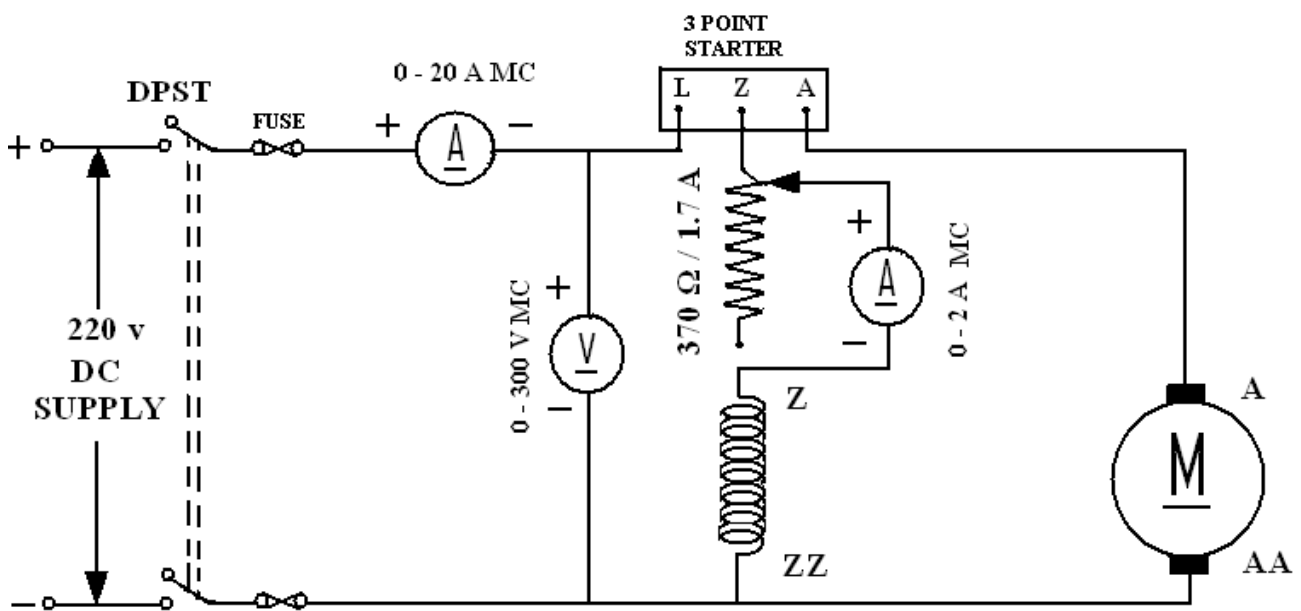 3 POINT
STARTER
0 - 20 A MC
L Z A
DPST
FUSE
+ A −
+
370 Ω / 1.7 A
+
A
−
0 - 2 A MC
220 v
DC
SUPPLY
0 - 300 V MC
+
V
−
Z
A
M
ZZ
AA
−